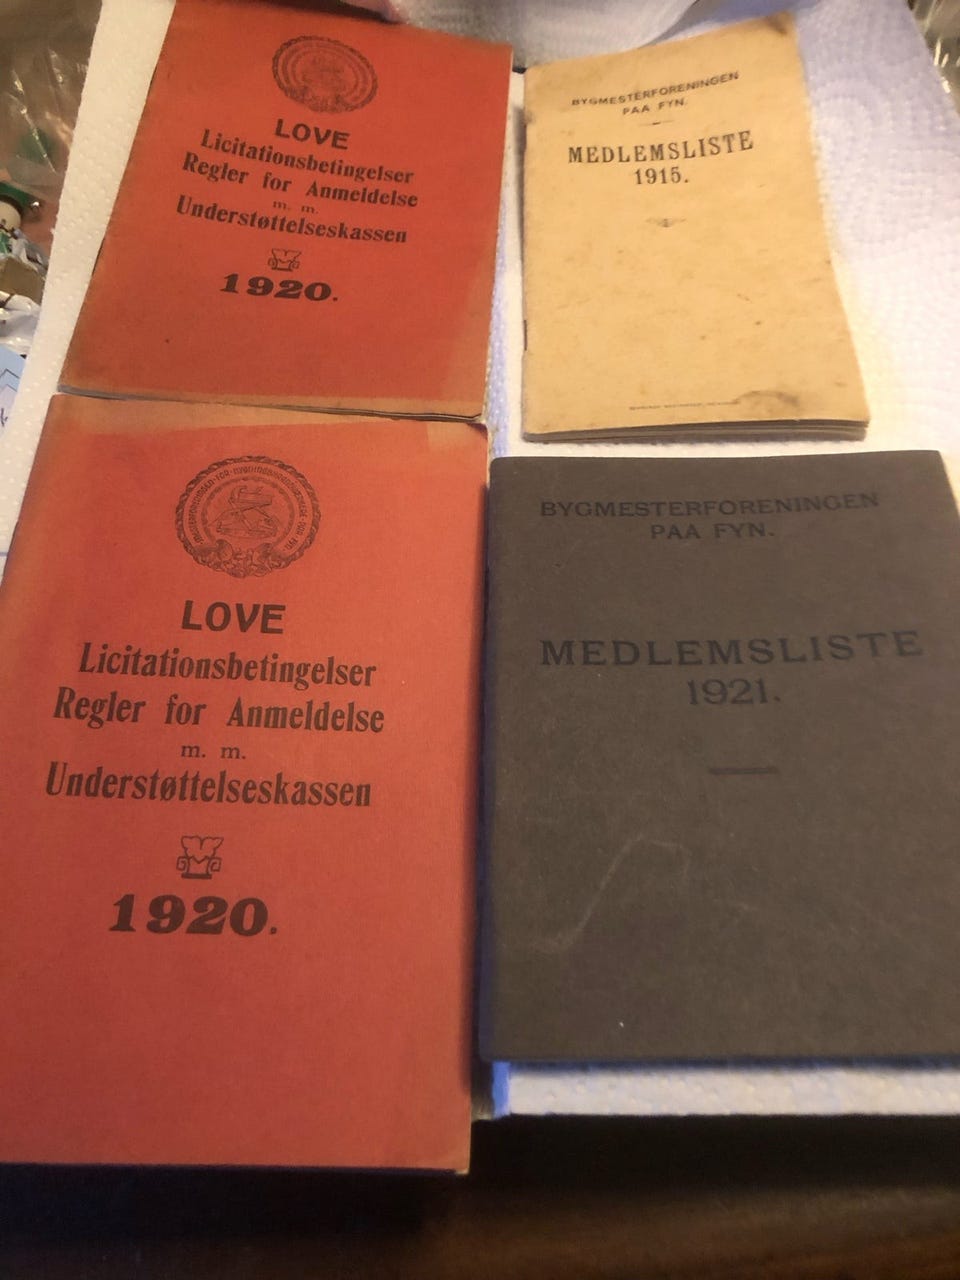 LOVE
Licitationsbetingelser
Regler for Anmeldelse
m. m.
Understøttelseskassen
1920.
BYGMESTERFORENINGEN
PAA FYN.
MEDLEMSLISTE
1915.
LOVE
Licitationsbetingelser
Regler for Anmeldelse
m. m.
Understøttelseskassen
1920.
BYGMESTERFORENINGEN
PAA FYN.
MEDLEMSLISTE
1921.